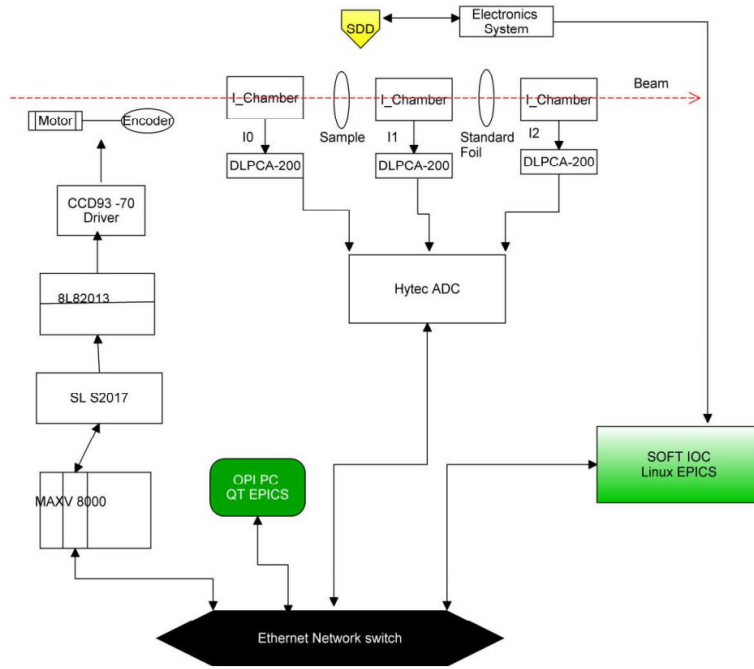 SDD
Electronics
System
I_Chamber
I_Chamber
I_Chamber
Beam
Motor
Encoder
I0
Sample
I1
Standard
Foil
I2
DLPCA-200
DLPCA-200
DLPCA-200
CCD93 -70
Driver
Hytec ADC
8L82013
SL S2017
OPI PC
QT EPICS
SOFT IOC
Linux EPICS
MAXV 8000
Ethernet Network switch